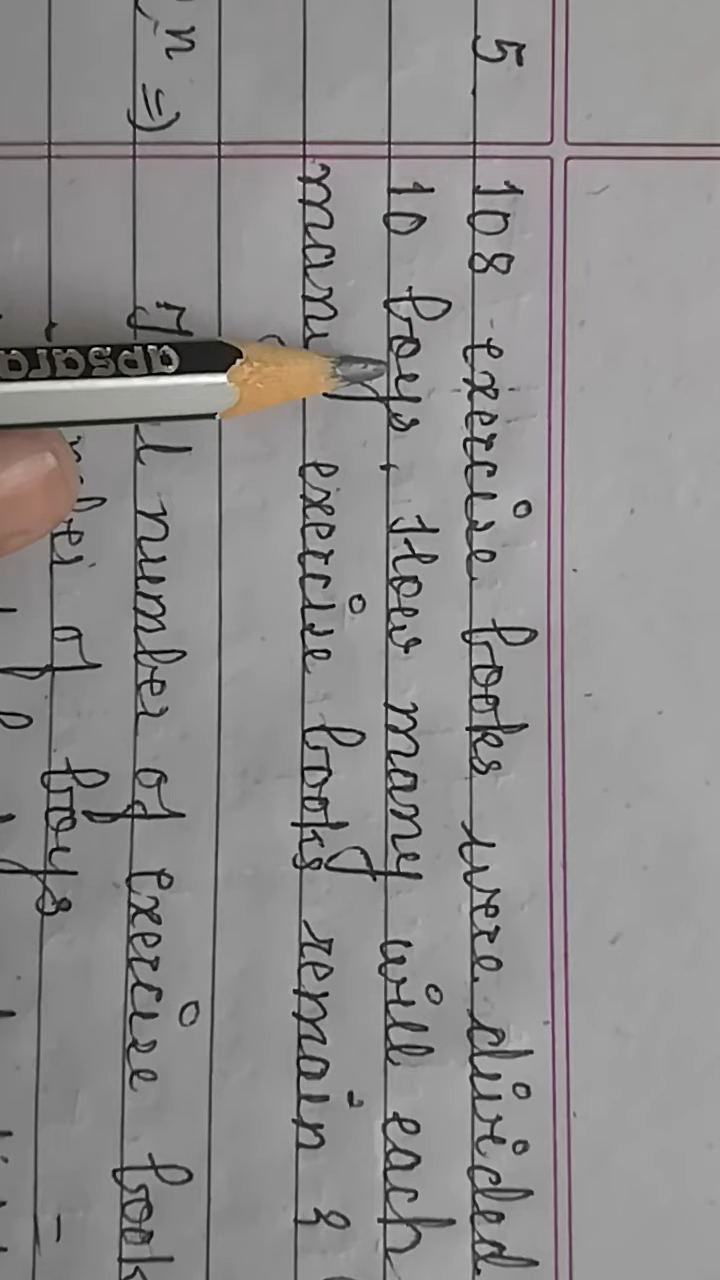 5. 108 exercise books were divided
10 boys. How many will each
many exercise books remain?
n => number of exercise book
of boys =
apsara